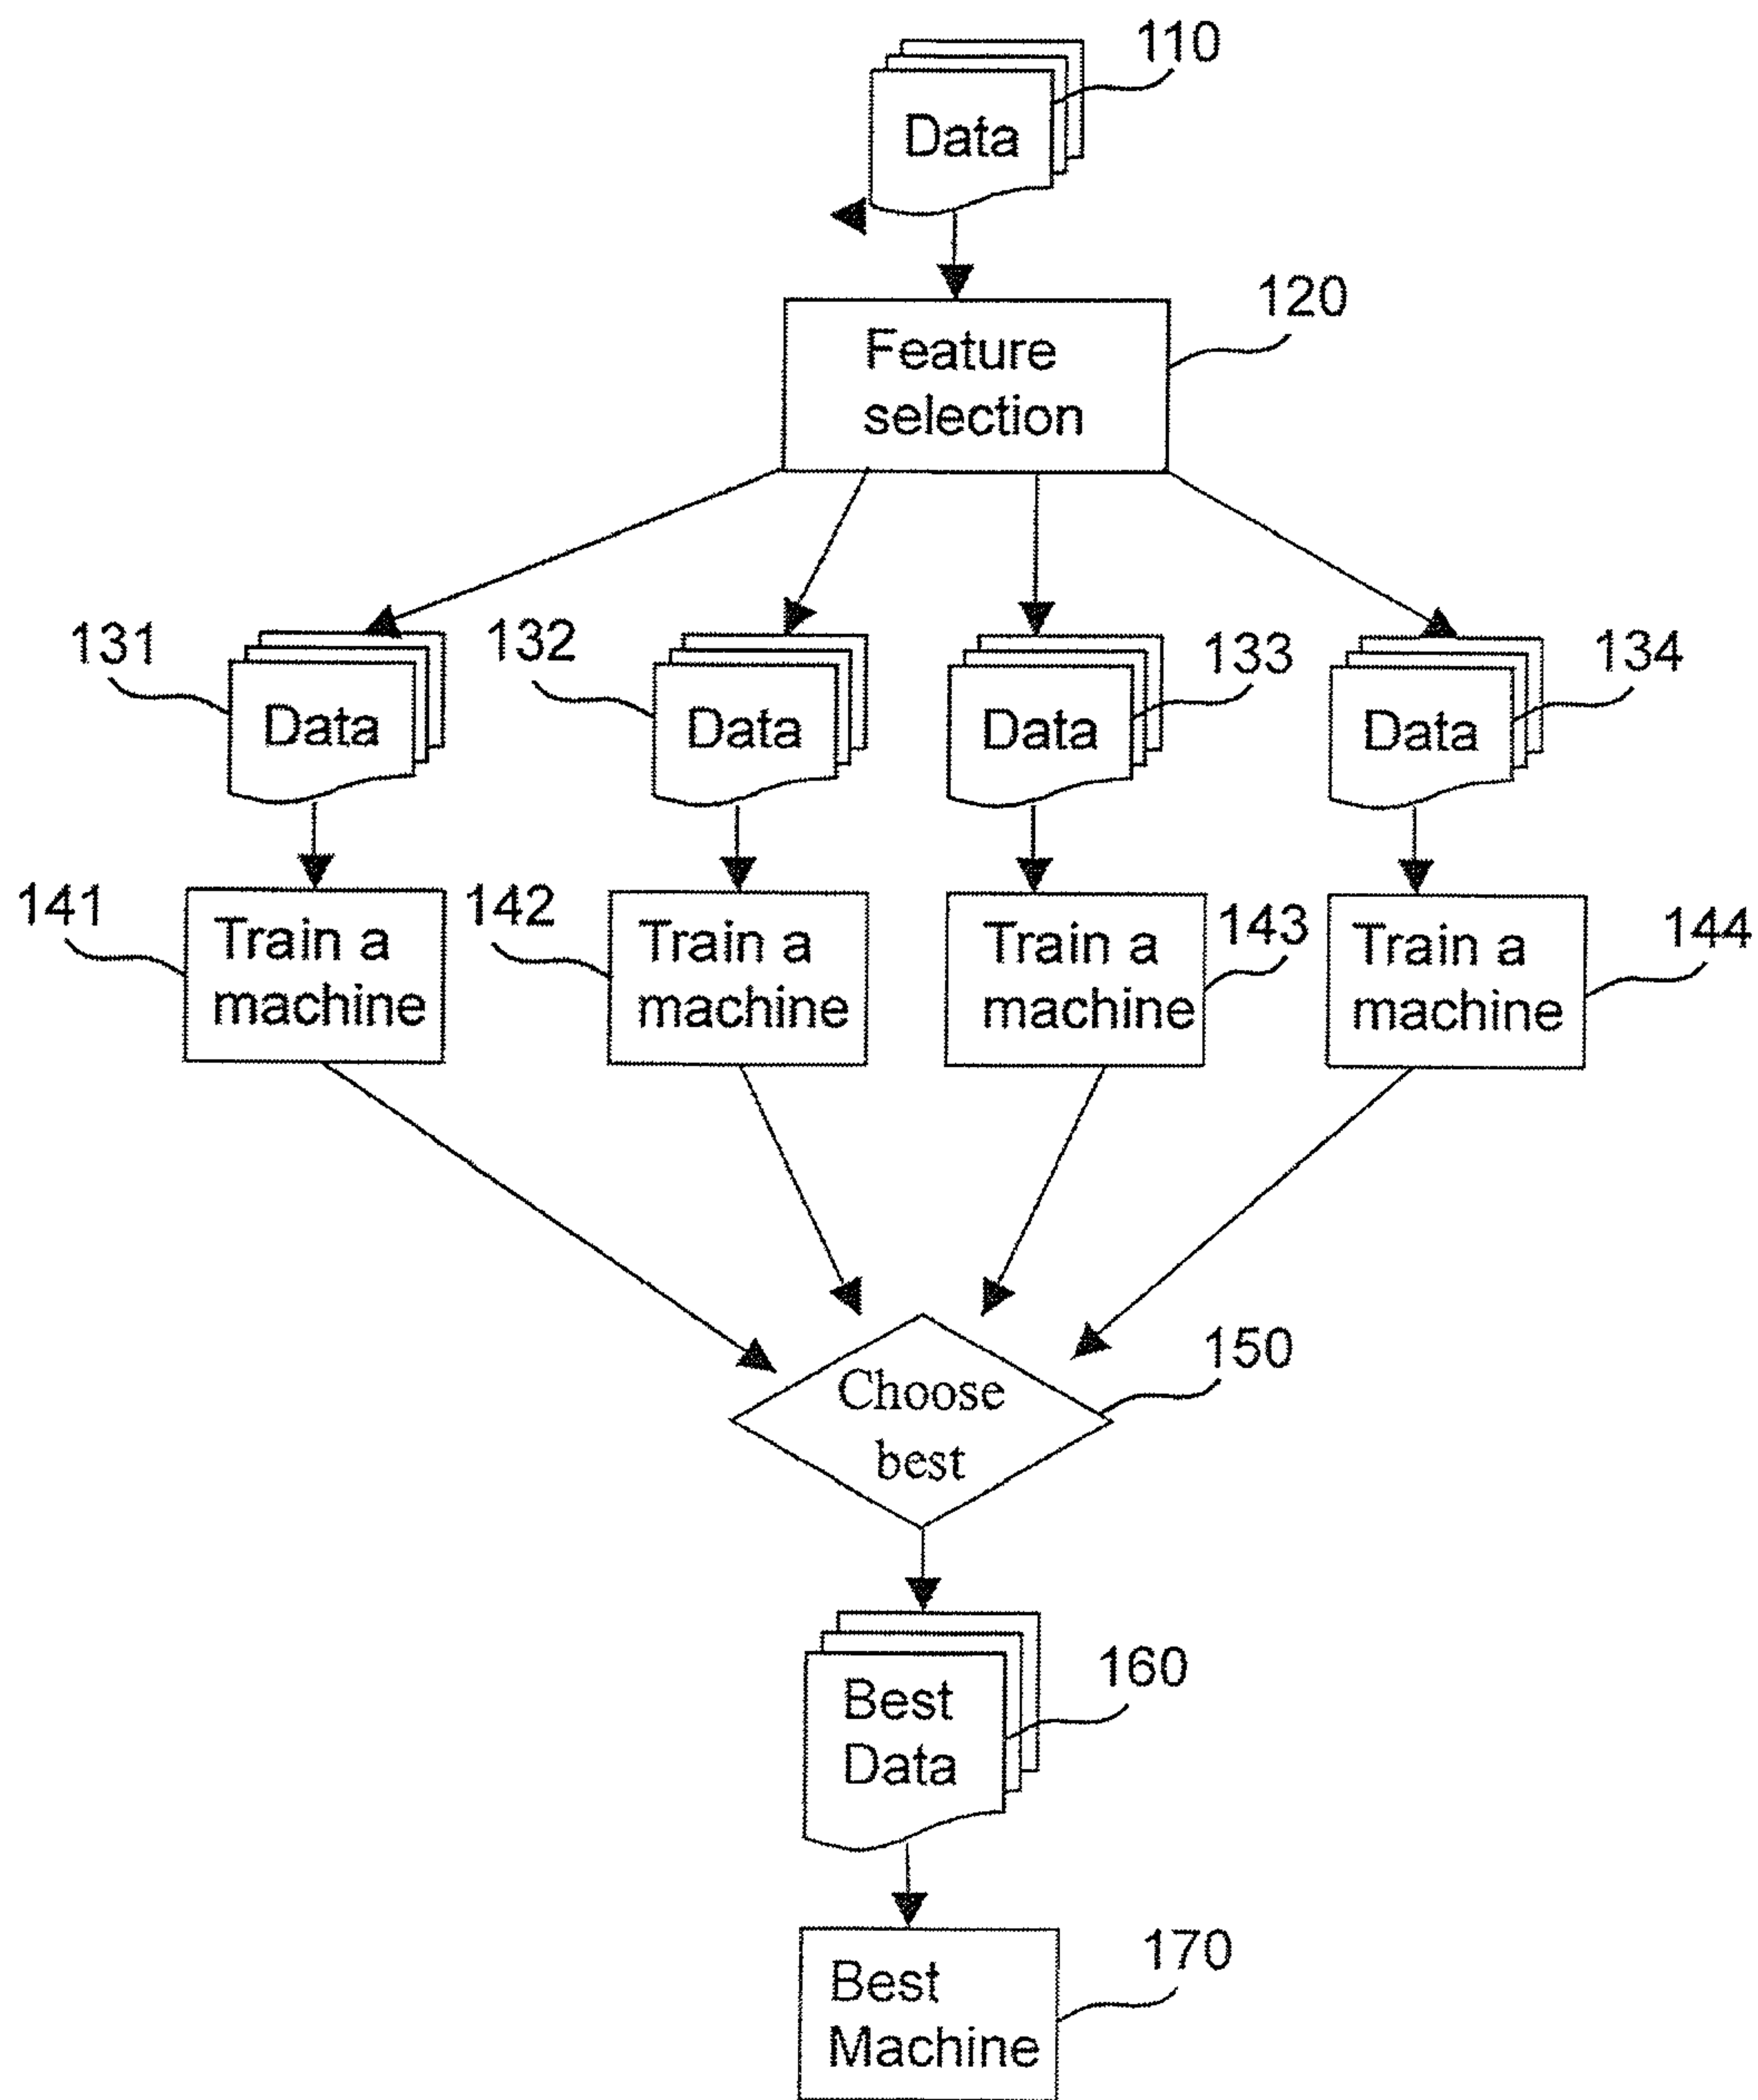 110
Data
120
Feature
selection
131
132
133
134
Data
Data
Data
Data
141
142
143
144
Train a
machine
Train a
machine
Train a
machine
Train a
machine
150
Choose
best
160
Best
Data
170
Best
Machine